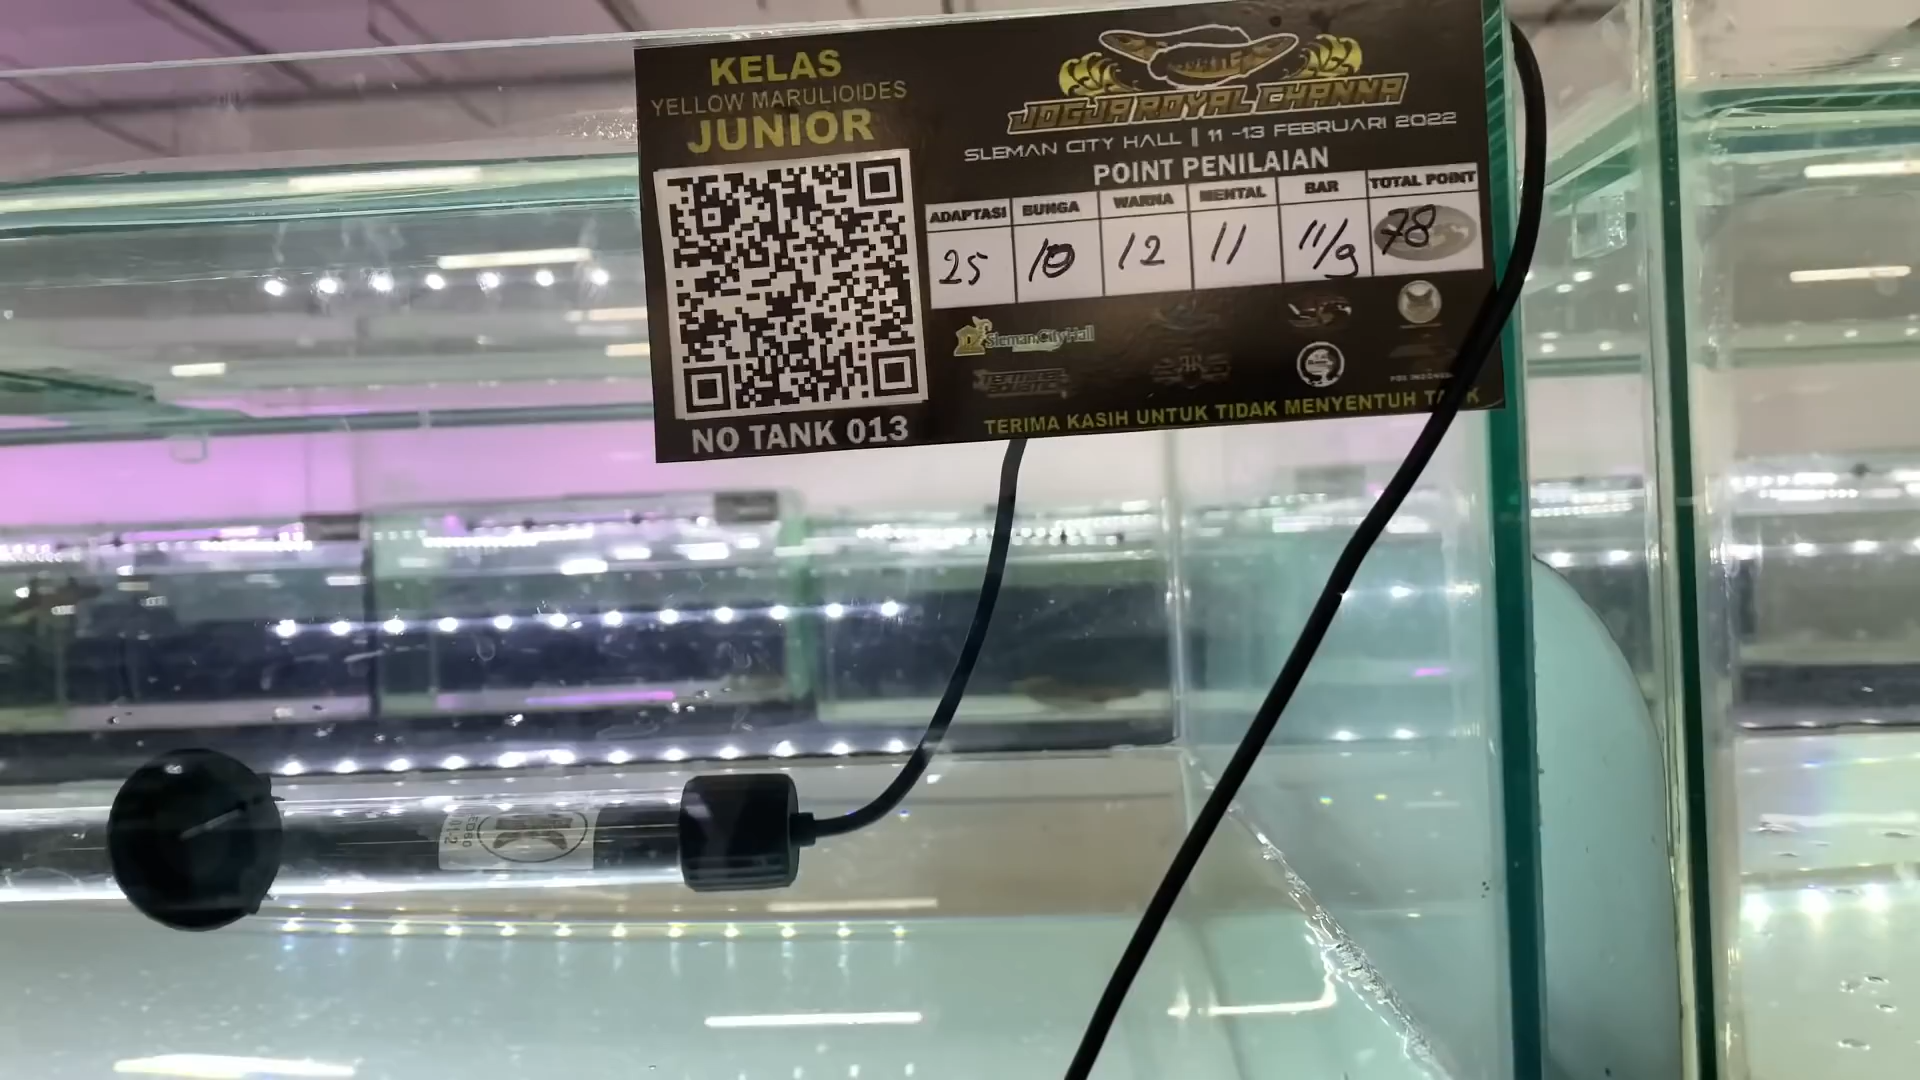 KELAS
YELLOW MARULIOIDES
JUNIOR
NO TANK 013
JOGJA ROYAL CHANNA
SLEMAN CITY HALL || 11 -13 FEBRUARI 2022
POINT PENILAIAN
ADAPTASI BUNGA WARNA MENTAL BAR TOTAL POINT
25 10 12 11 11/9 78
SlemanCityHall
TERIMA KASIH UNTUK TIDAK MENYENTUH TANK